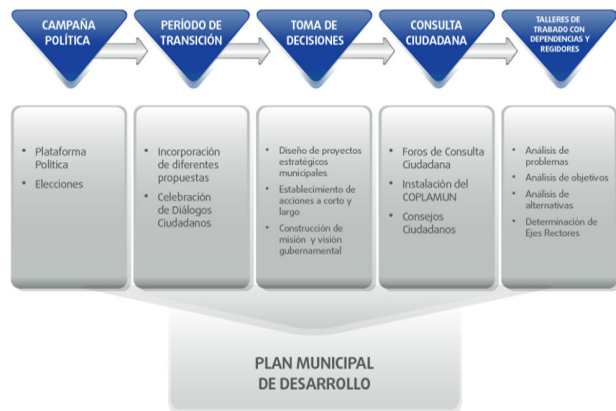 CAMPAÑA
POLÍTICA
PERÍODO DE
TRANSICIÓN
TOMA DE
DECISIONES
CONSULTA
CIUDADANA
TALLERES DE
TRABADO CON
DEPENDENCIAS Y
REGIDORES
• Plataforma
Política
• Elecciones
• Incorporación
de diferentes
propuestas
• Celebración
de Diálogos
Ciudadanos
• Diseño de proyectos
estratégicos
municipales
• Establecimiento de
acciones a corto y
largo
• Construcción de
misión y visión
gubernamental
• Foros de Consulta
Ciudadana
• Instalación del
COPLAMUN
• Consejos
Ciudadanos
• Análisis de
problemas
• Análisis de objetivos
• Análisis de
alternativas
• Determinación de
Ejes Rectores
PLAN MUNICIPAL
DE DESARROLLO